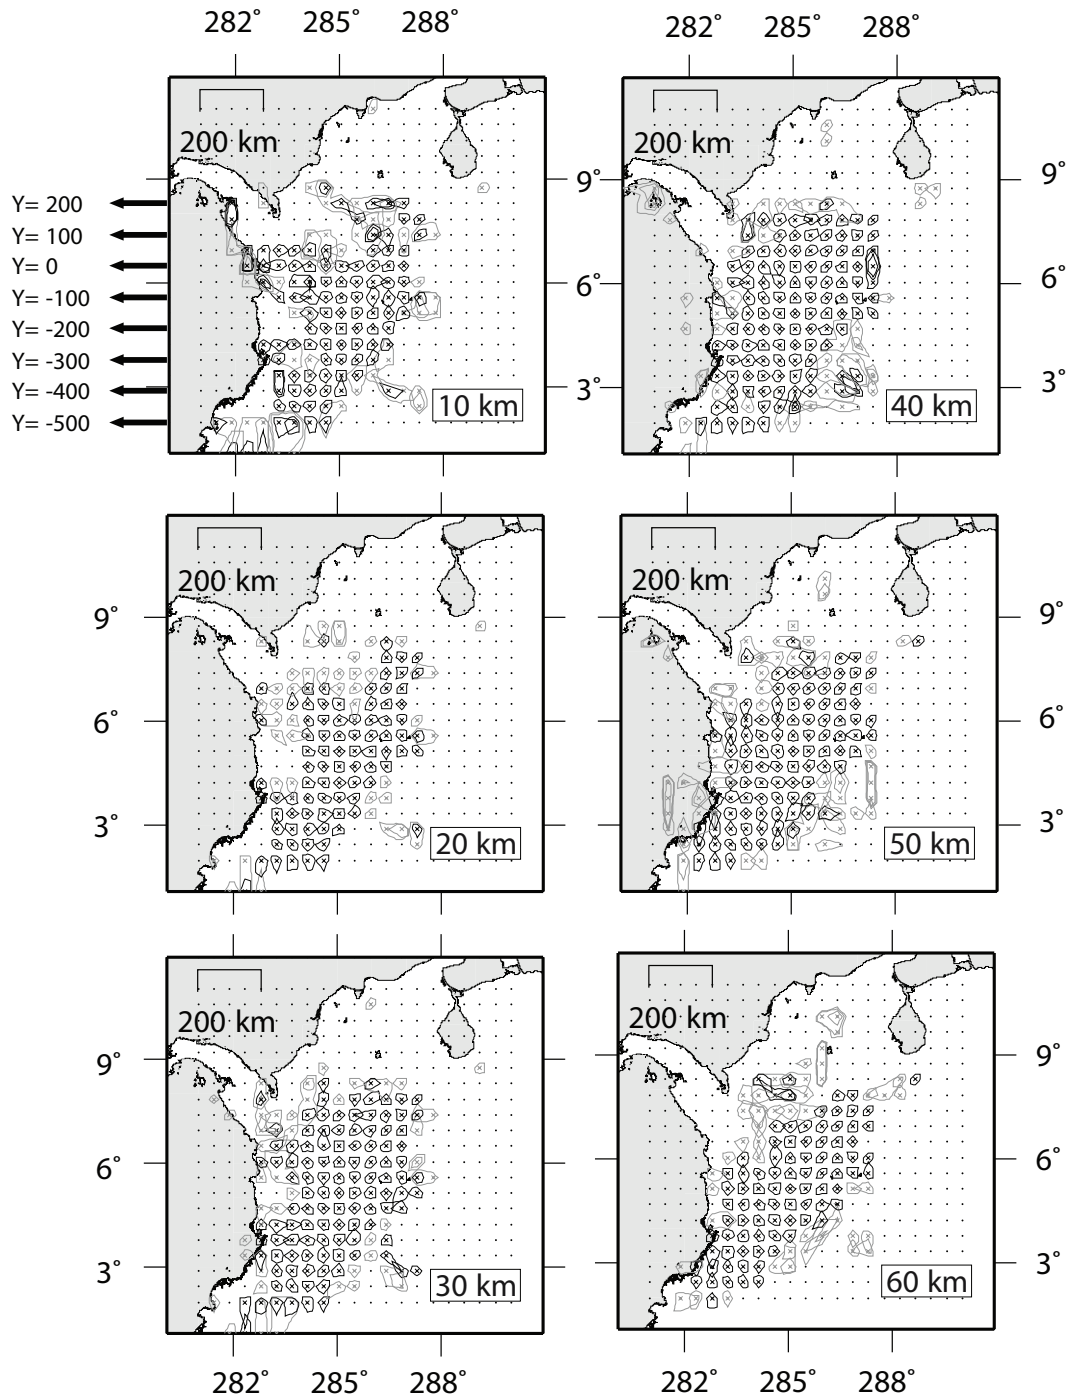 282° 285° 288° 282° 285° 288°
200 km 200 km
9° 9°
Y= 200
Y= 100
Y= 0
6° 6°
Y= -100
Y= -200
Y= -300
3° 3°
Y= -400
10 km 40 km
Y= -500
200 km 200 km
9° 9°
6° 6°
3° 3°
20 km 50 km
200 km 200 km
9° 9°
6° 6°
3° 3°
30 km 60 km
282° 285° 288° 282° 285° 288°